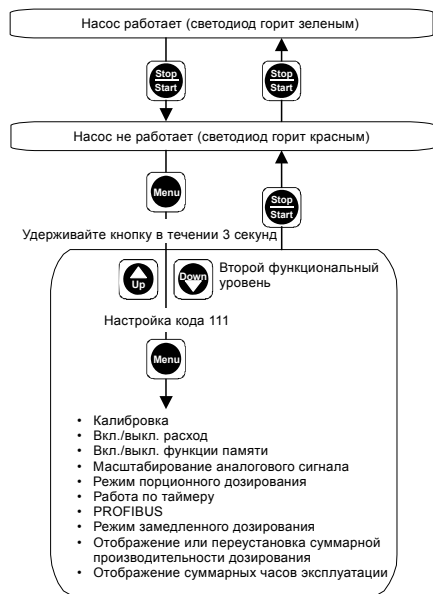 Насос работает (светодиод горит зеленым)
Stop
Start
Stop
Start
Насос не работает (светодиод горит красным)
Menu
Stop
Start
Удерживайте кнопку в течении 3 секунд
Up
Down
Второй функциональный
уровень
Настройка кода 111
Menu
• Калибровка
• Вкл./выкл. расход
• Вкл./выкл. функции памяти
• Масштабирование аналогового сигнала
• Режим порционного дозирования
• Работа по таймеру
• PROFIBUS
• Режим замедленного дозирования
• Отображение или переустановка суммарной
производительности дозирования
• Отображение суммарных часов эксплуатации